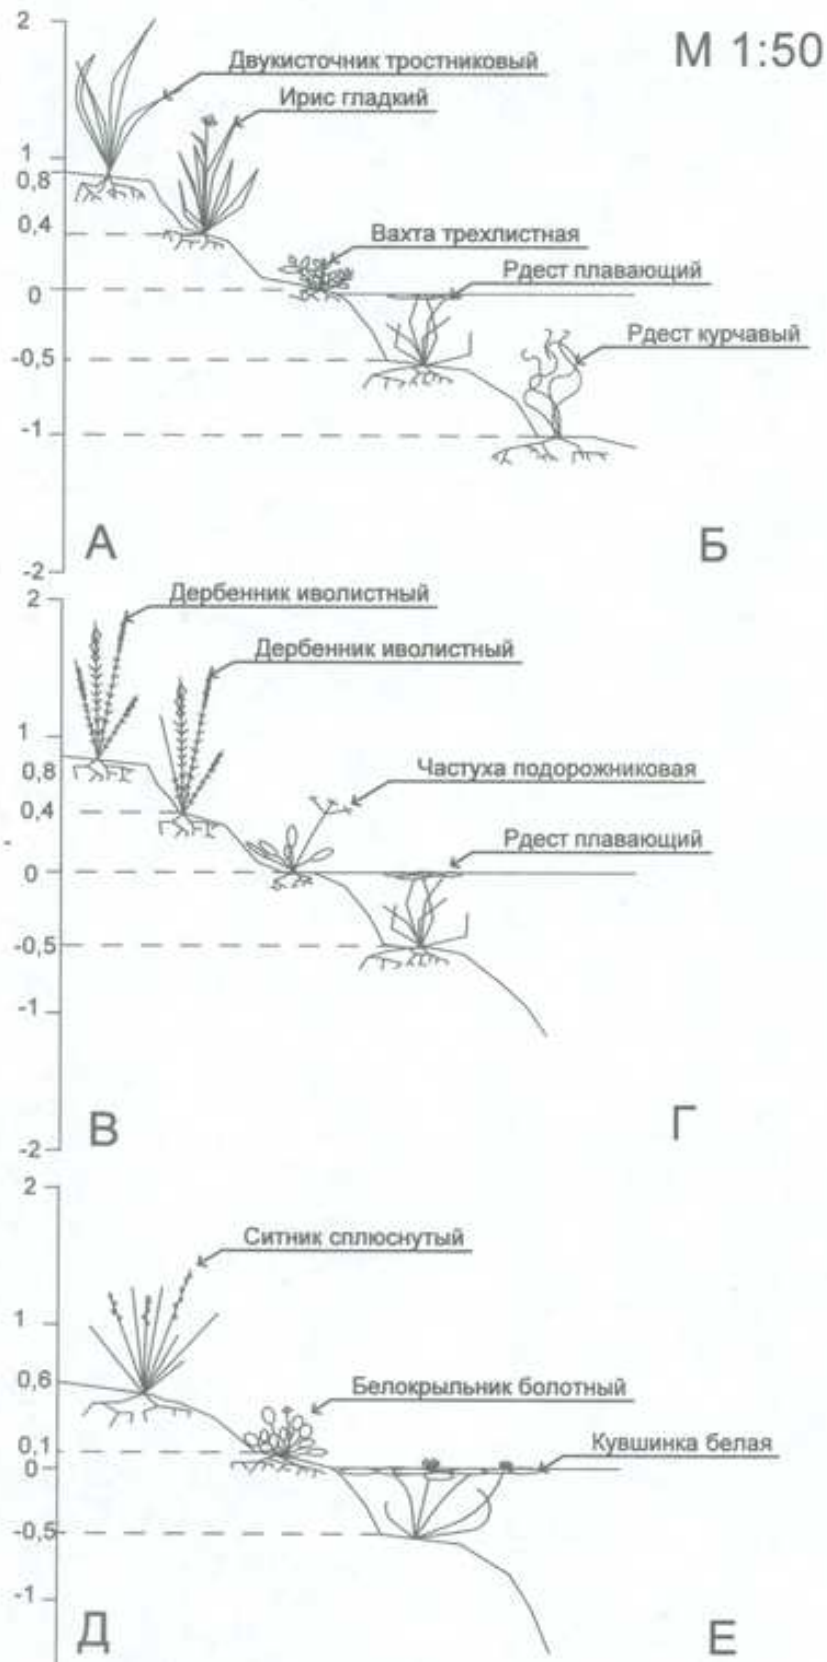 М 1:50
2
Двукисточник тростниковый
Ирис гладкий
1
0,8
0,4
Вахта трехлистная
Рдест плавающий
0
Рдест курчавый
-0,5
-1
А
Б
-2
2
Дербенник иволистный
Дербенник иволистный
1
0,8
Частуха подорожниковая
0,4
Рдест плавающий
0
-0,5
-1
В
Г
-2
2
Ситник сплюснутый
1
0,6
Белокрыльник болотный
0.1
Кувшинка белая
0
-0,5
-1
Д
Е